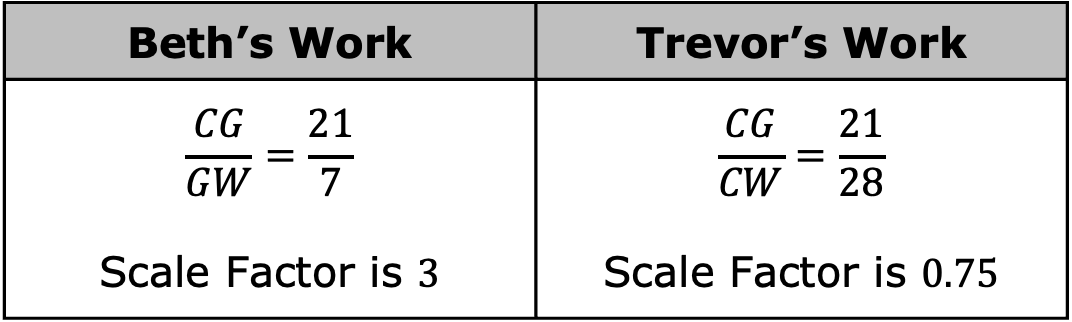 Beth’s Work
CG/GW = 21/7
Scale Factor is 3
Trevor’s Work
CG/CW = 21/28
Scale Factor is 0.75